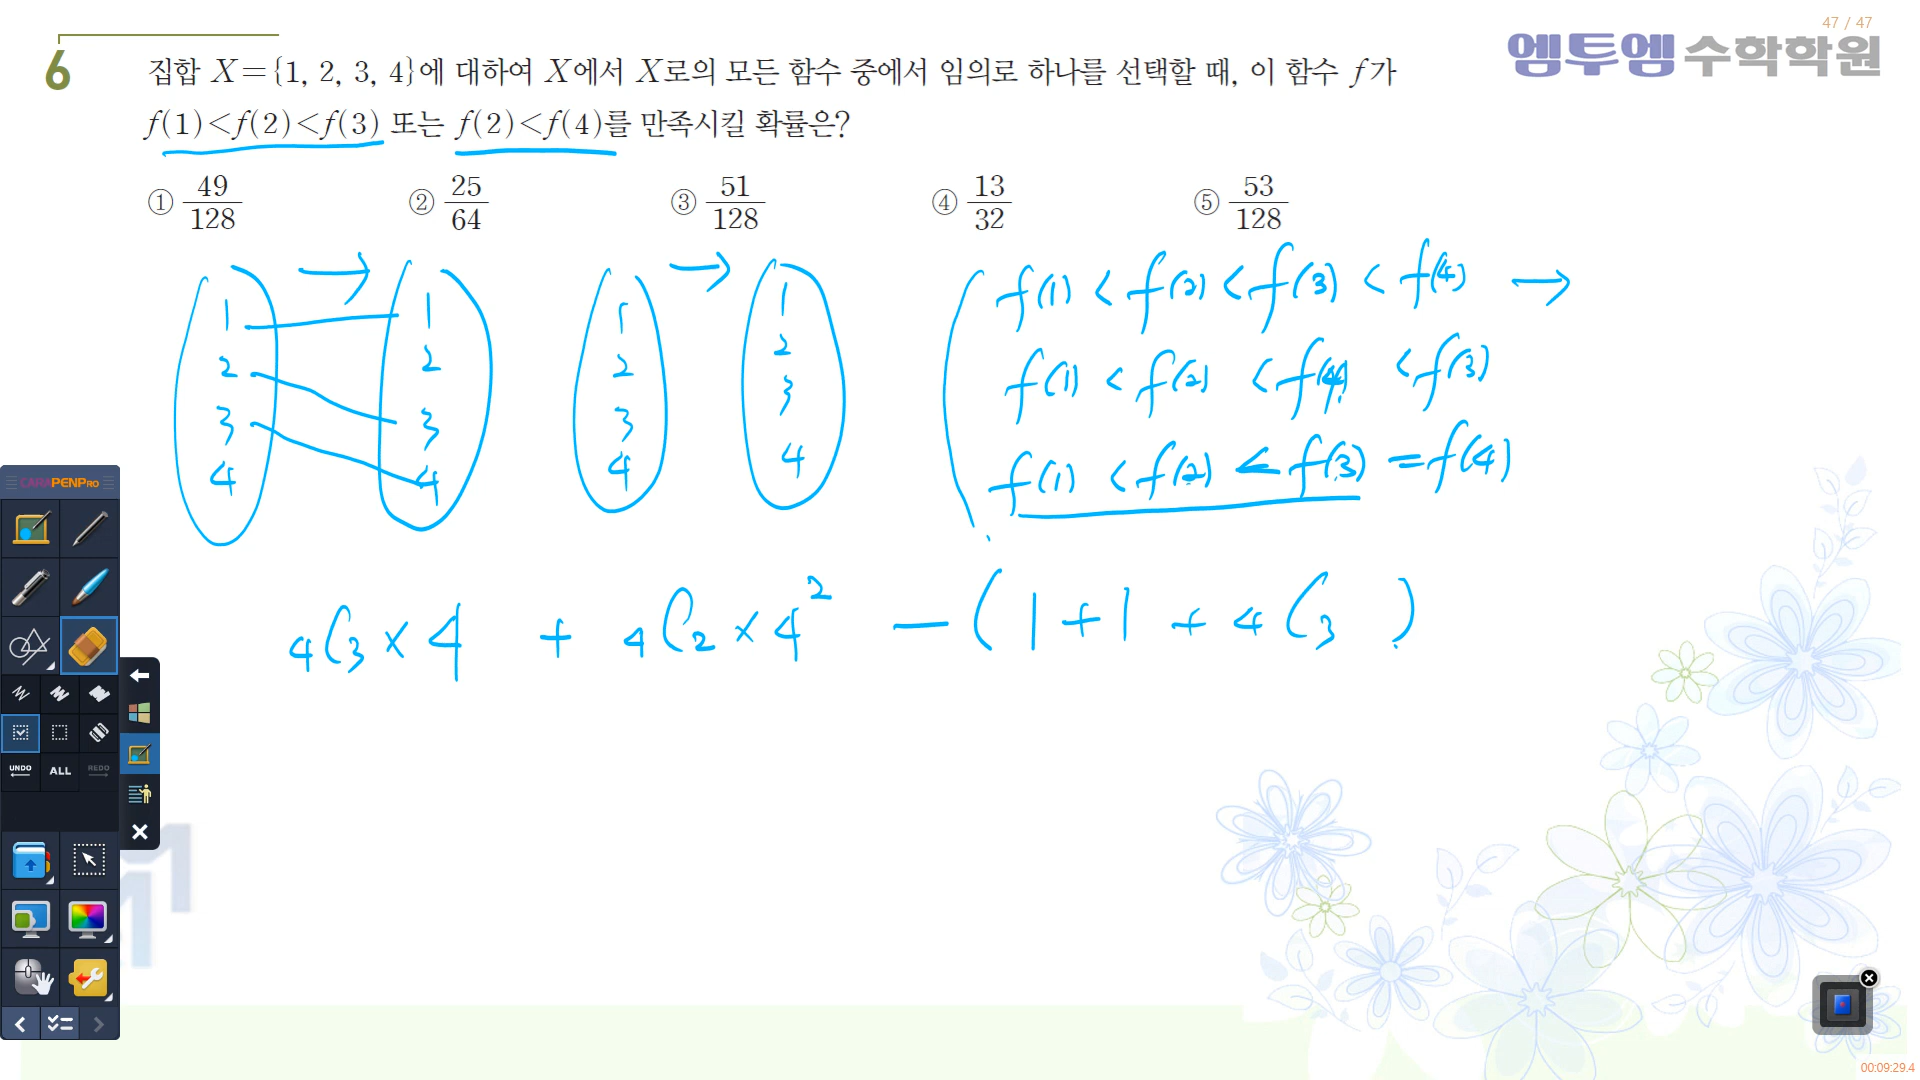 47 / 47
엠투엠 수학학원
6
집합 X={1, 2, 3, 4}에 대하여 X에서 X로의 모든 함수 중에서 임의로 하나를 선택할 때, 이 함수 f가
f(1)<f(2)<f(3) 또는 f(2)<f(4)를 만족시킬 확률은?
① 49/128 ② 25/64 ③ 51/128 ④ 13/32 ⑤ 53/128
1 2 3 4 → 1 2 3 4
1 2 3 4 → 1 2 3 4
f(1) < f(2) < f(3) < f(4) →
f(1) < f(2) < f(4) < f(3)
f(1) < f(2) < f(3) = f(4)
₄C₃ × 4 + ₄C₂ × 4² − (1+1+ ₄C₃ )
CARAPENPRO
UNDO ALL REDO
00:09:29.4